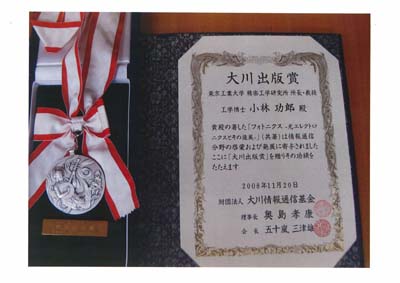 大川出版賞
東京工業大学 精密工学研究所 所長・教授
工学博士 小林 功郎
貴殿の著した「フォトニクス -光エレクトロ
ニクスとその進展-」(共著)は情報通信
分野の啓蒙および発展に寄与されました
ここに「大川出版賞」を贈りその功績を
たたえます
2008年11月20日
財団法人 大川情報通信基金
理事長 奥島孝康
会長 五十嵐三津雄